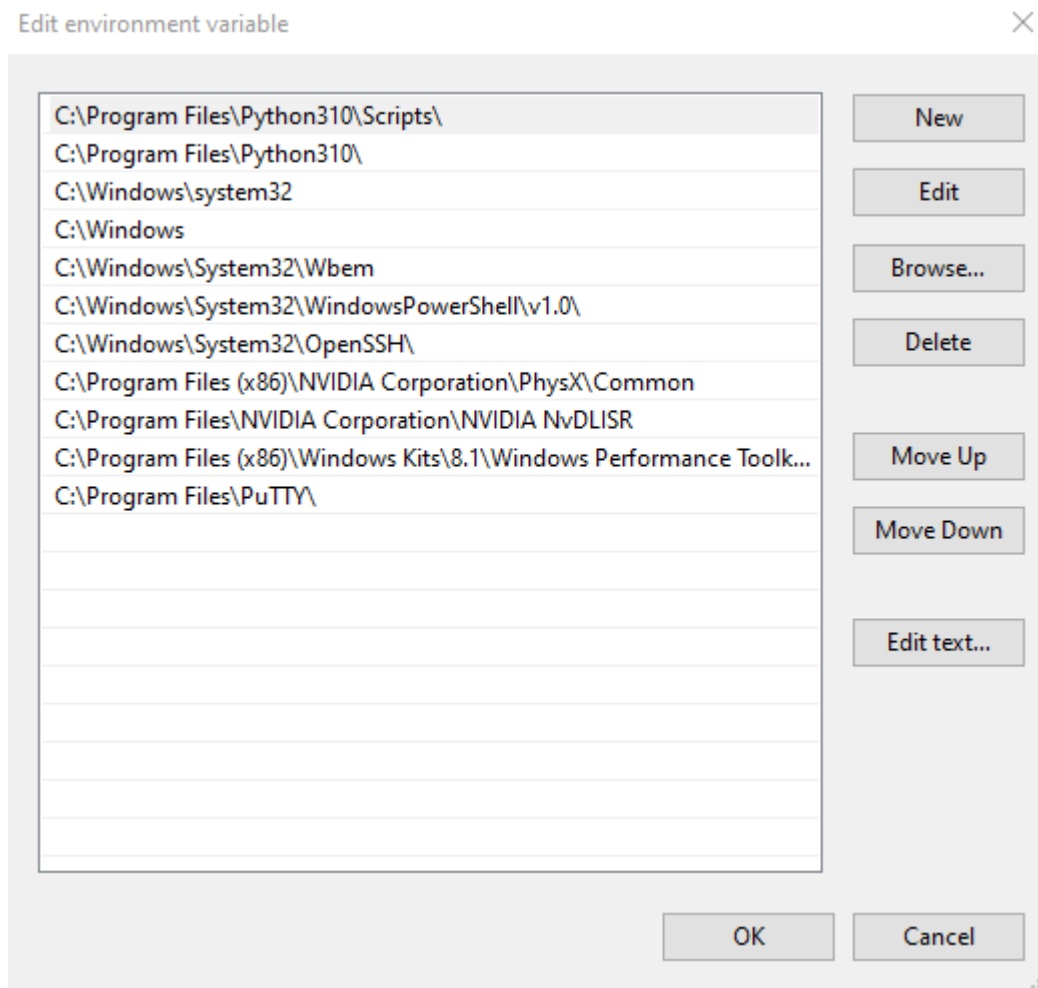 Edit environment variable
C:\Program Files\Python310\Scripts\
New
C:\Program Files\Python310\
C:\Windows\system32
Edit
C:\Windows
C:\Windows\System32\Wbem
Browse...
C:\Windows\System32\WindowsPowerShell\v1.0\
C:\Windows\System32\OpenSSH\
Delete
C:\Program Files (x86)\NVIDIA Corporation\PhysX\Common
C:\Program Files\NVIDIA Corporation\NVIDIA NvDLISR
C:\Program Files (x86)\Windows Kits\8.1\Windows Performance Toolk...
Move Up
C:\Program Files\PuTTY\
Move Down
Edit text...
OK
Cancel